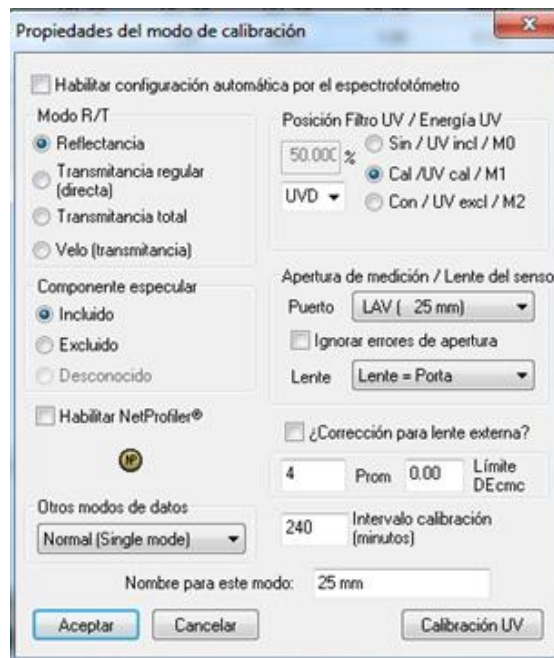 Propiedades del modo de calibración
Habilitar configuración automática por el espectrofotómetro
Modo R/T
Reflectancia
Transmitancia regular
(directa)
Transmitancia total
Velo (transmitancia)
Posición Filtro UV / Energía UV
50.000 %
UVD
Sin / UV incl / M0
Cal /UV cal / M1
Con / UV excl / M2
Componente especular
Incluido
Excluido
Desconocido
Apertura de medición / Lente del senso
Puerto LAV ( 25 mm)
Ignorar errores de apertura
Lente Lente = Porta
Habilitar NetProfiler®
NP
¿Corrección para lente externa?
4 Prom 0.00 Límite
DEcmc
Otros modos de datos
Normal (Single mode)
240 Intervalo calibración
(minutos)
Nombre para este modo: 25 mm
Aceptar Cancelar Calibración UV